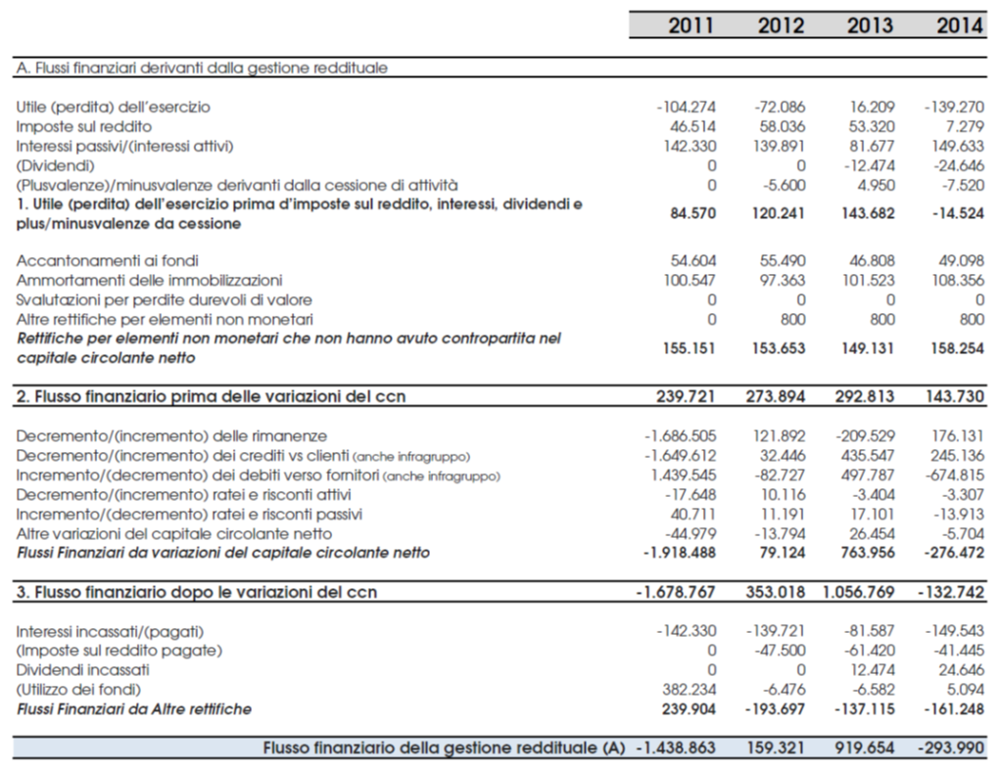 2011 2012 2013 2014
A. Flussi finanziari derivanti dalla gestione reddituale
Utile (perdita) dell'esercizio -104.274 -72.086 16.209 -139.270
Imposte sul reddito 46.514 58.036 53.320 7.279
Interessi passivi/(interessi attivi) 142.330 139.891 81.677 149.633
(Dividendi) 0 0 -12.474 -24.646
(Plusvalenze)/minusvalenze derivanti dalla cessione di attività 0 -5.600 4.950 -7.520
1. Utile (perdita) dell'esercizio prima d'imposte sul reddito, interessi, dividendi e
plus/minusvalenze da cessione 84.570 120.241 143.682 -14.524
Accantonamenti ai fondi 54.604 55.490 46.808 49.098
Ammortamenti delle immobilizzazioni 100.547 97.363 101.523 108.356
Svalutazioni per perdite durevoli di valore 0 0 0 0
Altre rettifiche per elementi non monetari 0 800 800 800
Rettifiche per elementi non monetari che non hanno avuto contropartita nel
capitale circolante netto 155.151 153.653 149.131 158.254
2. Flusso finanziario prima delle variazioni del ccn 239.721 273.894 292.813 143.730
Decremento/(incremento) delle rimanenze -1.686.505 121.892 -209.529 176.131
Decremento/(incremento) dei crediti vs clienti (anche infragruppo) -1.649.612 32.446 435.547 245.136
Incremento/(decremento) dei debiti verso fornitori (anche infragruppo) 1.439.545 -82.727 497.787 -674.815
Decremento/(incremento) ratei e risconti attivi -17.648 10.116 -3.404 -3.307
Incremento/(decremento) ratei e risconti passivi 40.711 11.191 17.101 -13.913
Altre variazioni del capitale circolante netto -44.979 -13.794 26.454 -5.704
Flussi Finanziari da variazioni del capitale circolante netto -1.918.488 79.124 763.956 -276.472
3. Flusso finanziario dopo le variazioni del ccn -1.678.767 353.018 1.056.769 -132.742
Interessi incassati/(pagati) -142.330 -139.721 -81.587 -149.543
(Imposte sul reddito pagate) 0 -47.500 -61.420 -41.445
Dividendi incassati 0 0 12.474 24.646
(Utilizzo dei fondi) 382.234 -6.476 -6.582 5.094
Flussi Finanziari da Altre rettifiche 239.904 -193.697 -137.115 -161.248
Flusso finanziario della gestione reddituale (A) -1.438.863 159.321 919.654 -293.990